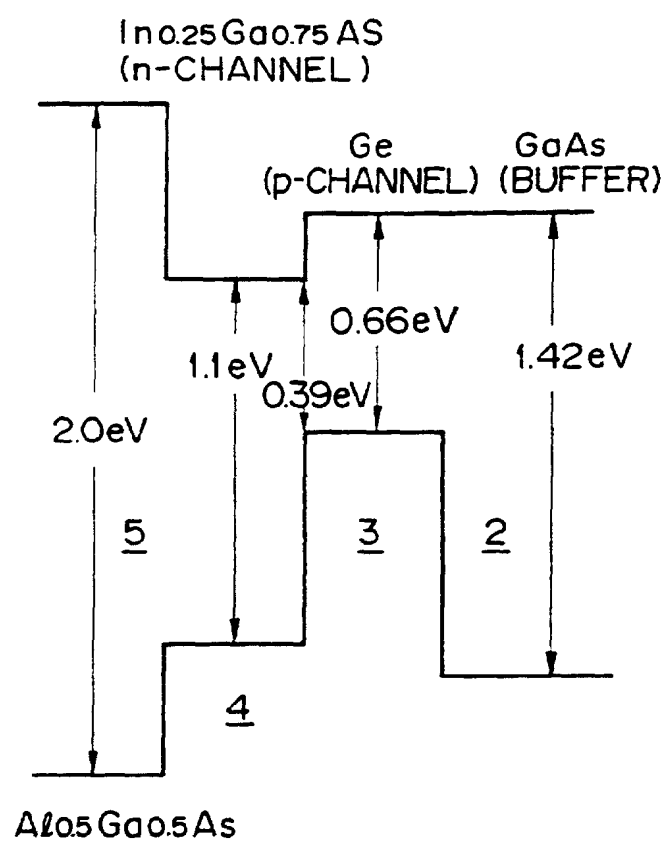 In0.25Ga0.75AS
(n-CHANNEL)
Ge
(p-CHANNEL)
GaAs
(BUFFER)
0.66eV
1.1eV
1.42eV
0.39eV
2.0eV
5
3
2
4
Al0.5Ga0.5As